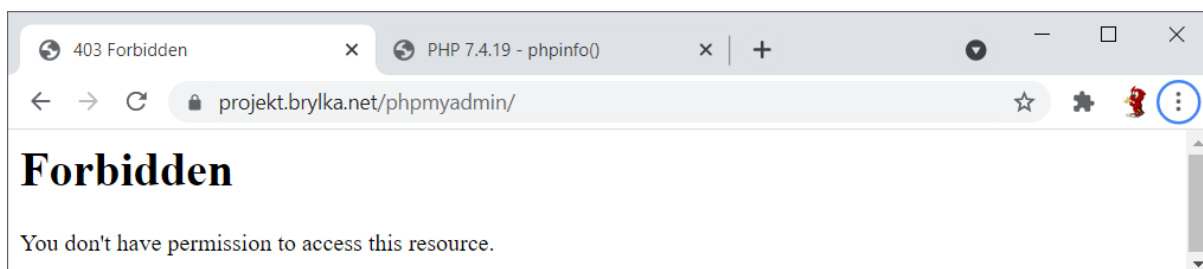 403 Forbidden
PHP 7.4.19 - phpinfo()
projekt.brylka.net/phpmyadmin/
Forbidden
You don't have permission to access this resource.